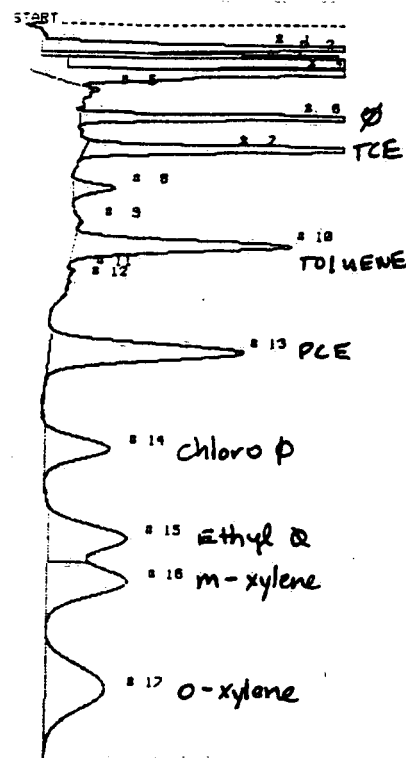 START
# 5
# 6
Ø
# 7
TCE
# 8
# 9
# 10
TOLUENE
# 11
# 12
# 13 PCE
# 14 chloro φ
# 15 Ethyl Ø
# 16 m-xylene
# 17 o-xylene